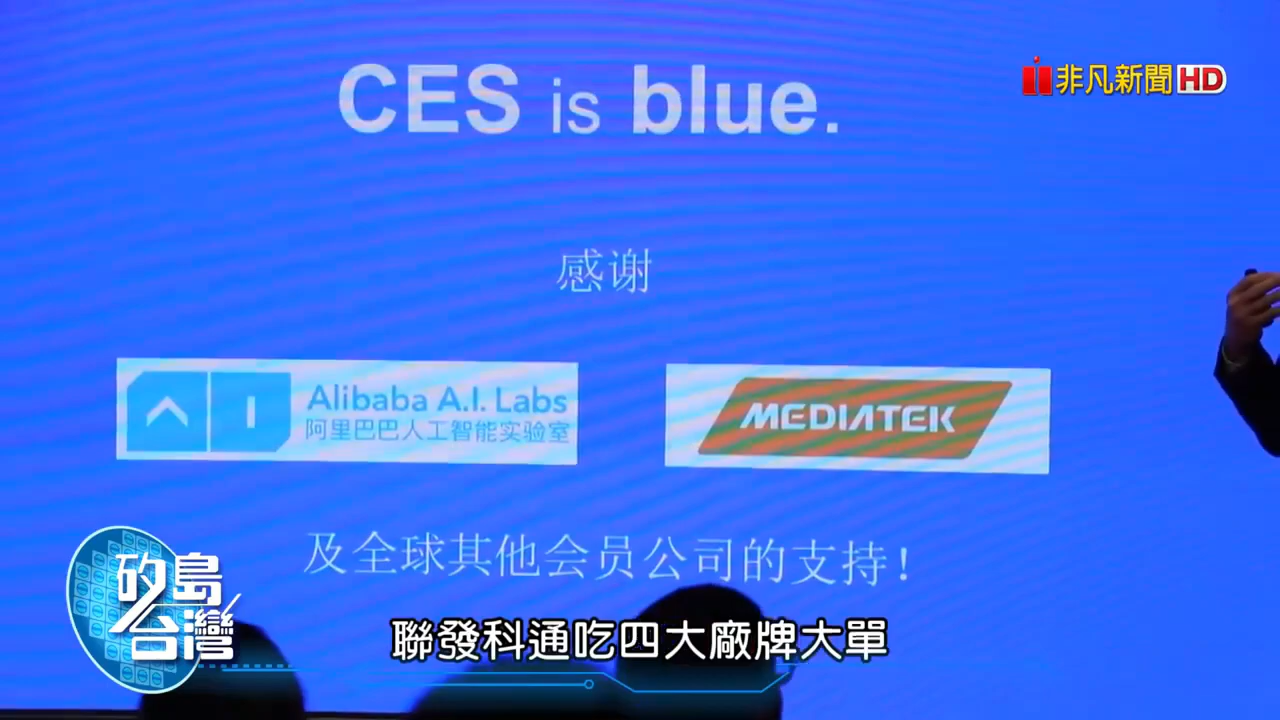 CES is blue.
非凡新聞HD
感谢
Alibaba A.I. Labs
阿里巴巴人工智能实验室
MEDIATEK
及全球其他会员公司的支持!
矽島
台灣
聯發科通吃四大廠牌大單